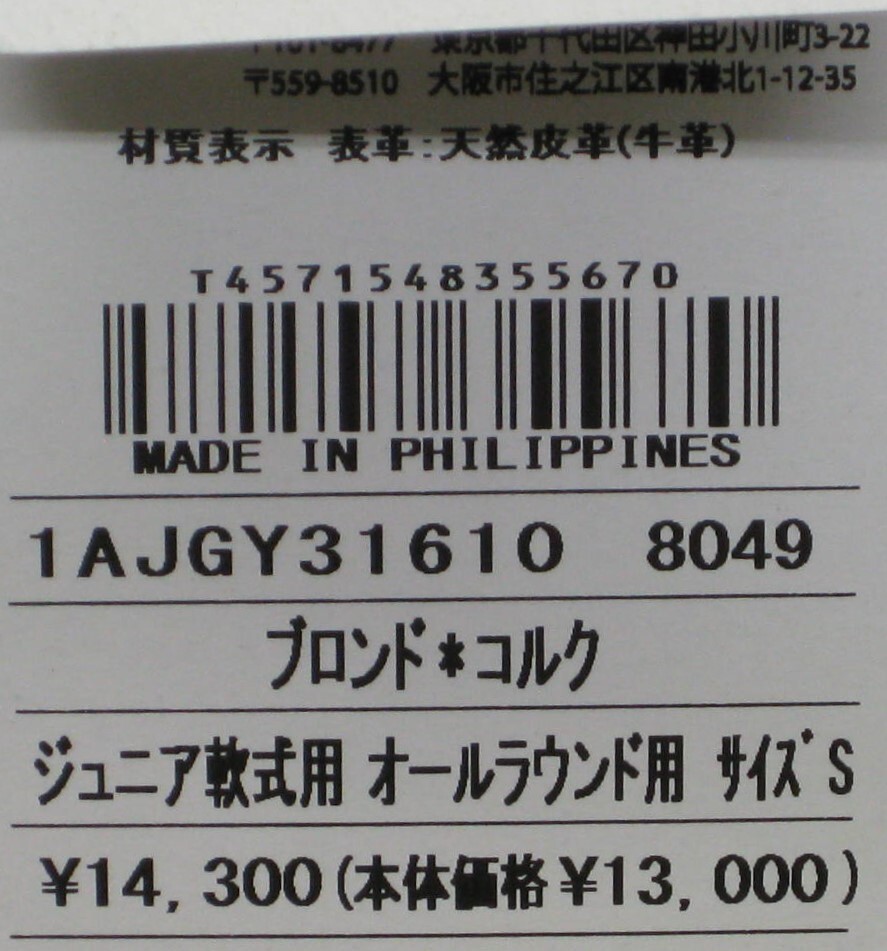 〒101-8477 東京都千代田区神田小川町3-22
〒559-8510 大阪市住之江区南港北1-12-35
材質表示 表革:天然皮革(牛革)
T4571548355670
MADE IN PHILIPPINES
1AJGY31610 8049
ブロンド*コルク
ジュニア軟式用 オールラウンド用 サイズS
¥14,300(本体価格¥13,000)